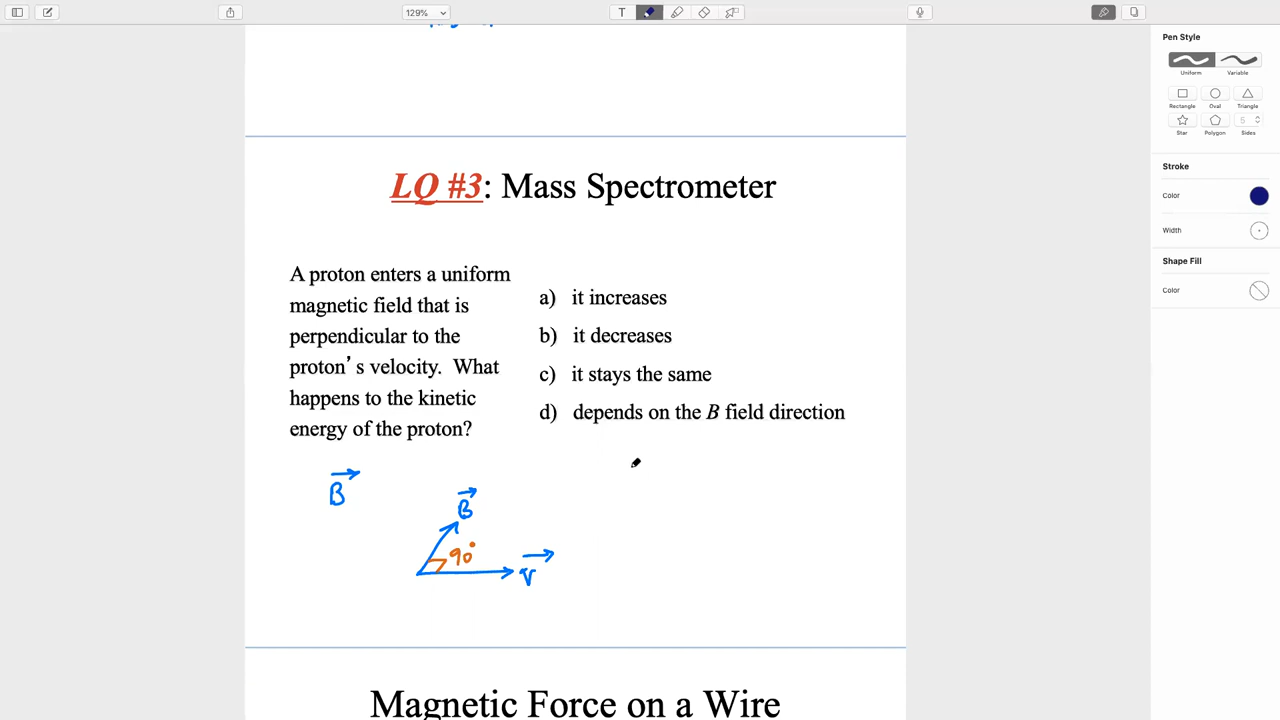 129%
T
Pen Style
Uniform
Variable
Rectangle
Oval
Triangle
Star
Polygon
5
Sides
Stroke
Color
Width
Shape Fill
Color
LQ #3: Mass Spectrometer
A proton enters a uniform
magnetic field that is
perpendicular to the
proton's velocity. What
happens to the kinetic
energy of the proton?
a) it increases
b) it decreases
c) it stays the same
d) depends on the B field direction
B
B
90°
v
Magnetic Force on a Wire